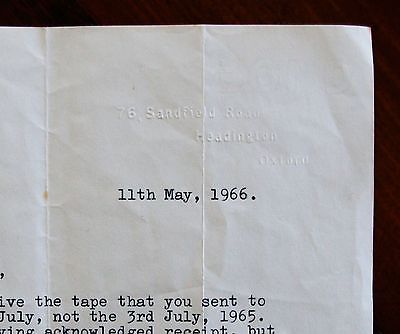 76, Sandfield Road
Headington
Oxford
11th May, 1966.
,
ive the tape that you sent to
July, not the 3rd July, 1965.
ving acknowledged receipt, but